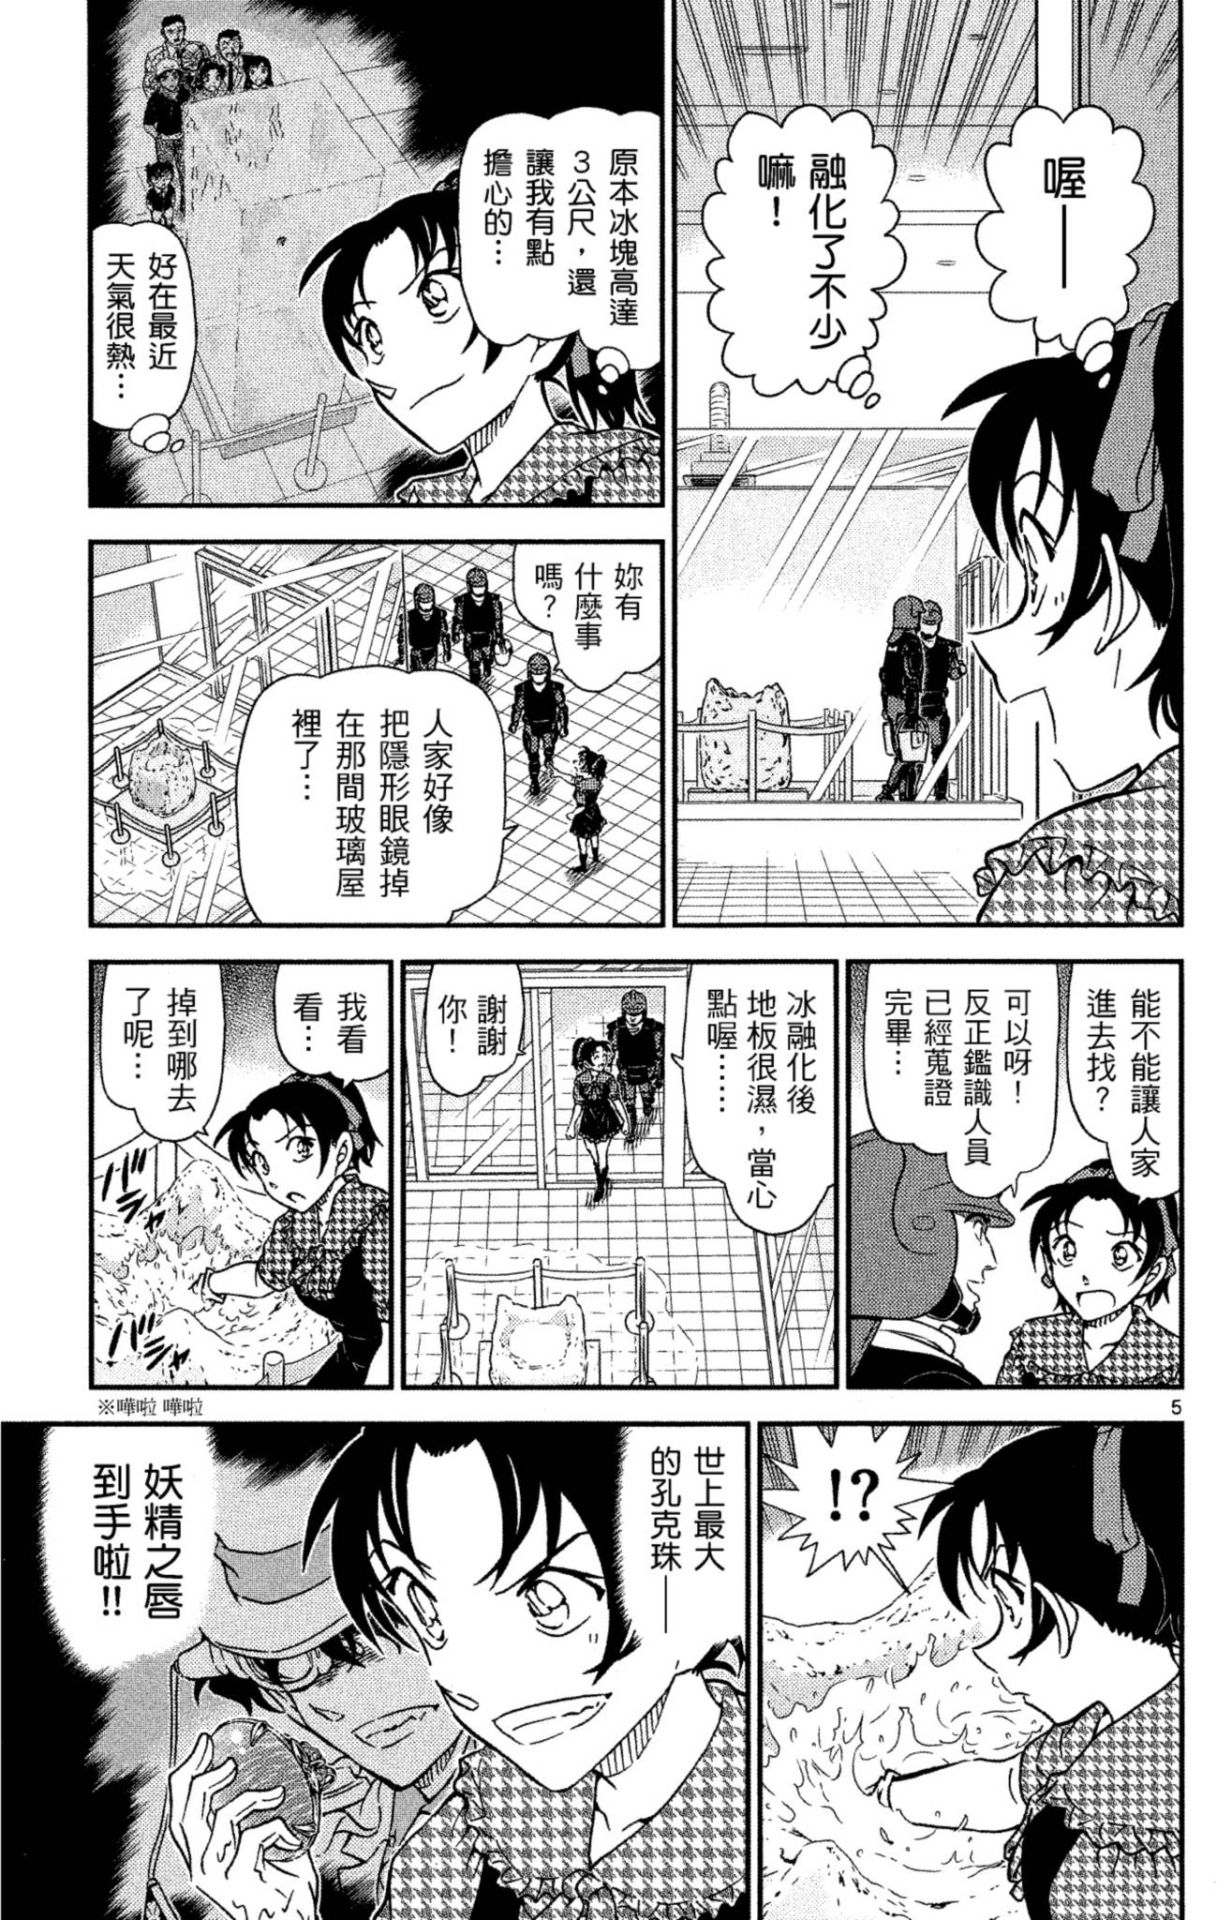 喔──
融化了不少
嘛！
原本冰塊高達
3公尺，還
讓我有點
擔心的…
好在最近
天氣很熱…
妳有
什麼事
嗎？
人家好像
把隱形眼鏡掉
在那間玻璃屋
裡了…
能不能讓人家
進去找？
可以呀！
反正鑑識人員
已經蒐證
完畢…
冰融化後
地板很濕，當心
點喔……
謝謝
你！
我看
看…
掉到哪去
了呢…
※嘩啦 嘩啦
5
!?
世上最大
的孔克珠──
妖精之唇
到手啦!!